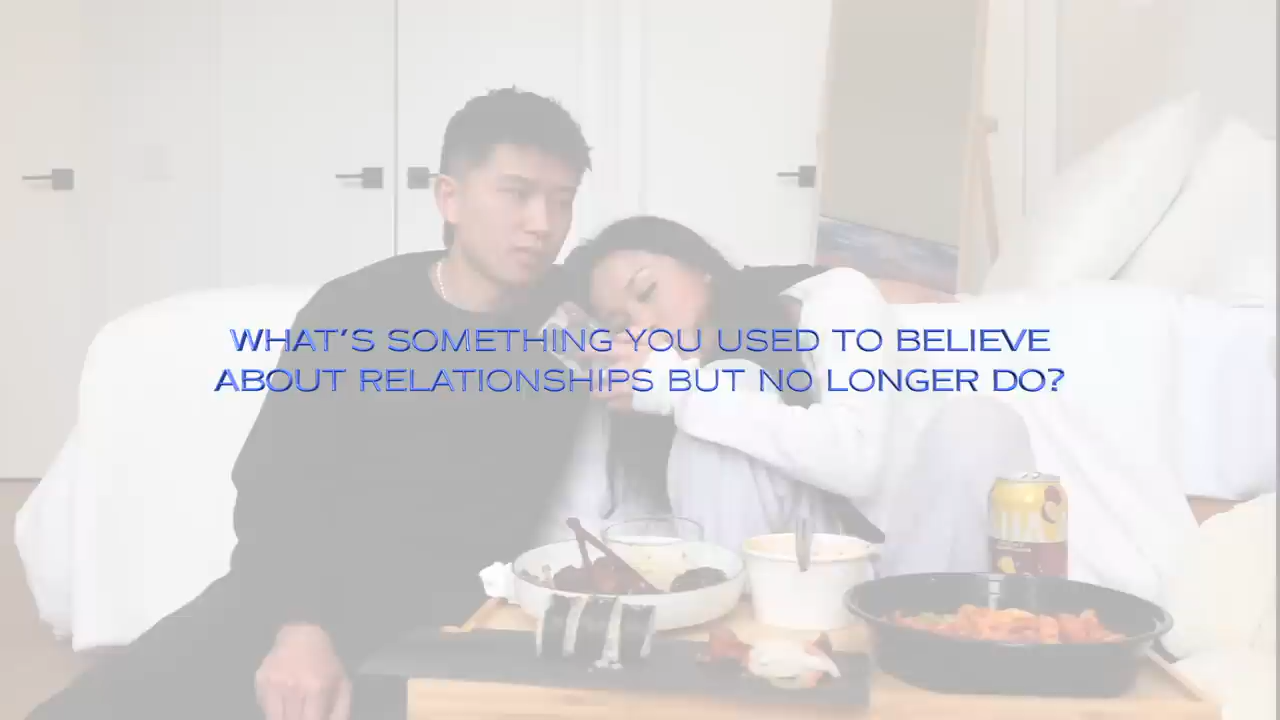 WHAT'S SOMETHING YOU USED TO BELIEVE
ABOUT RELATIONSHIPS BUT NO LONGER DO?